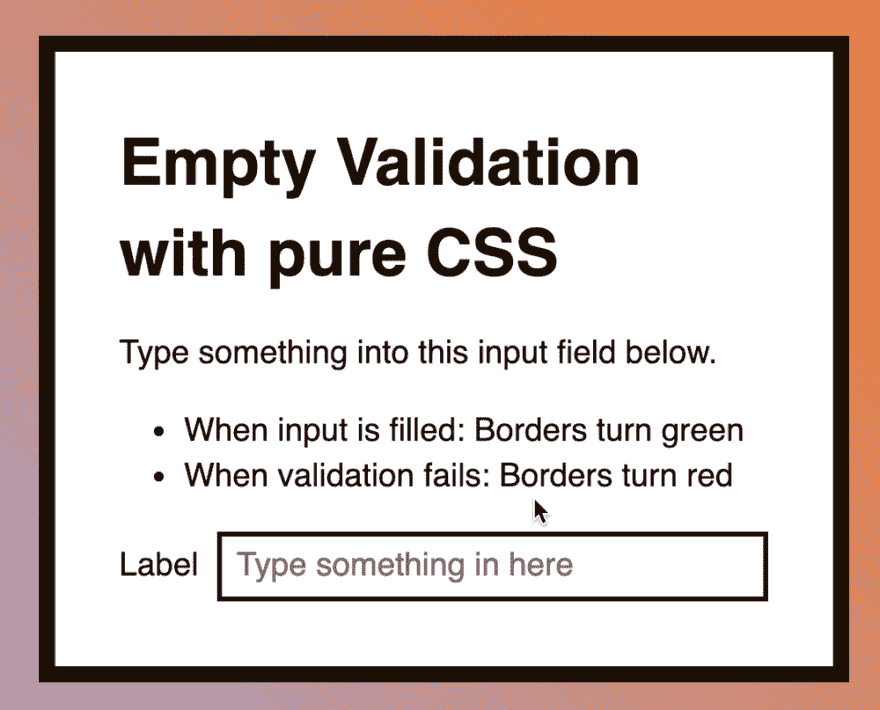 Empty Validation
with pure CSS
Type something into this input field below.
• When input is filled: Borders turn green
• When validation fails: Borders turn red
Label Type something in here